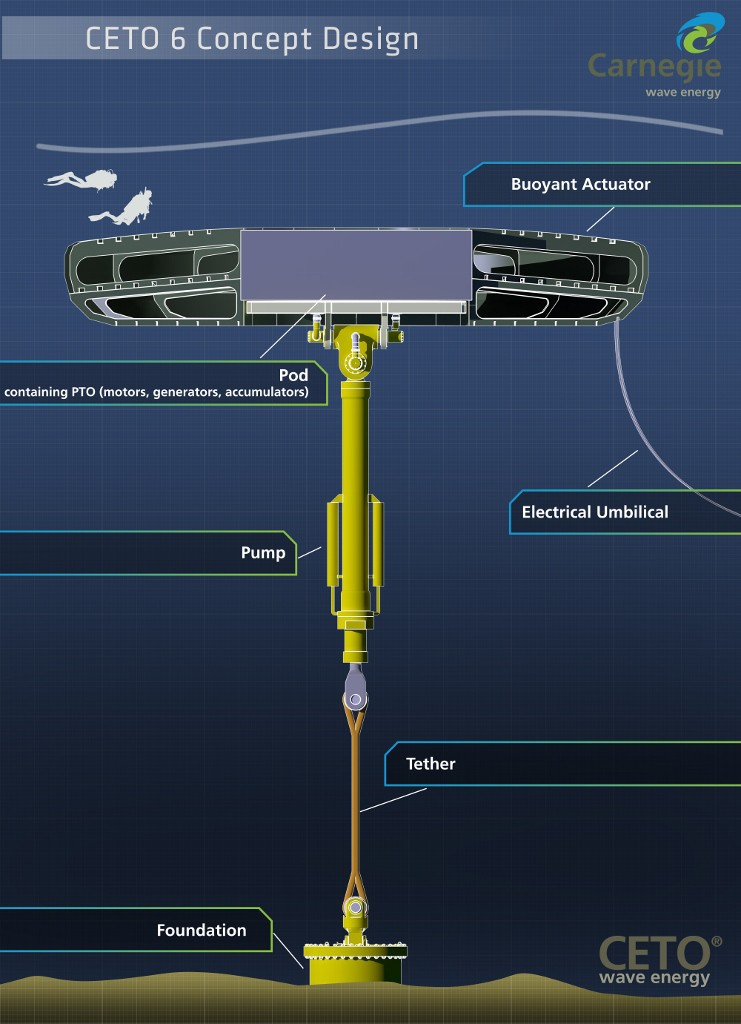 CETO 6 Concept Design
Carnegie
wave energy
Buoyant Actuator
Pod
containing PTO (motors, generators, accumulators)
Electrical Umbilical
Pump
Tether
Foundation
CETO®
wave energy